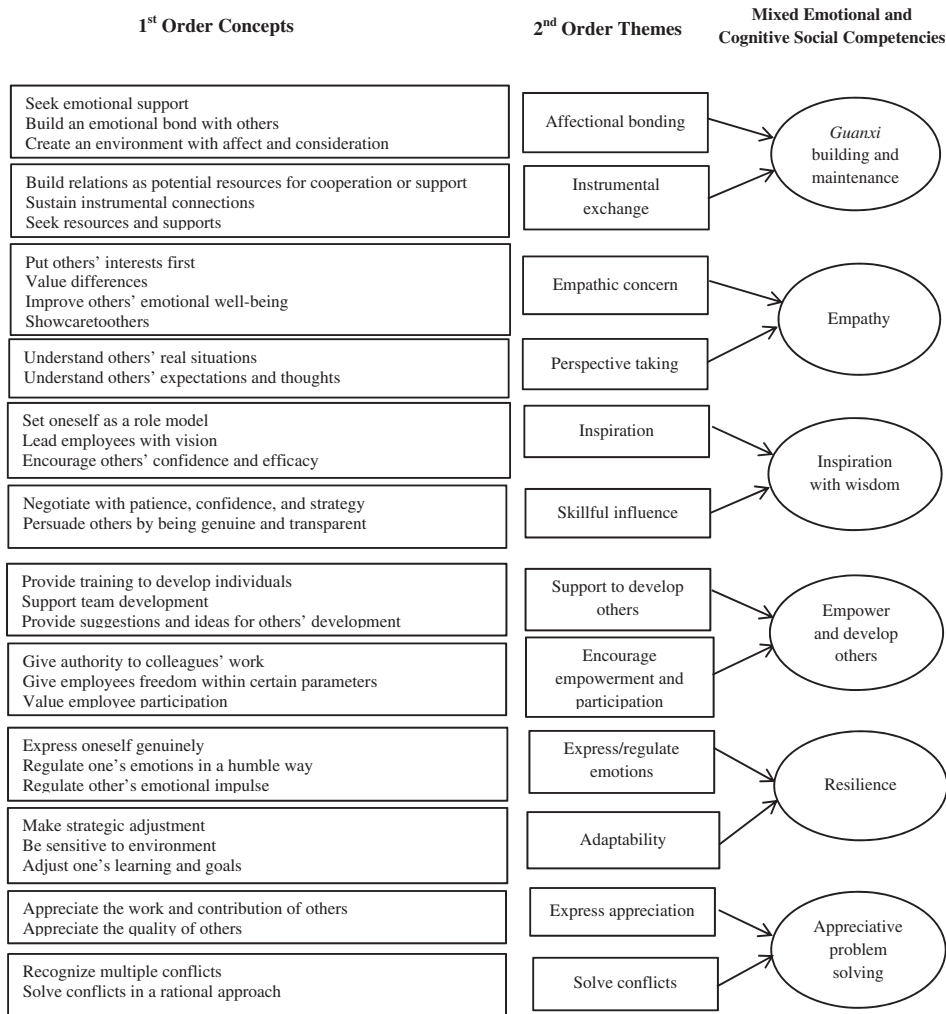 1st Order Concepts
2nd Order Themes
Mixed Emotional and
Cognitive Social Competencies
Seek emotional support
Build an emotional bond with others
Create an environment with affect and consideration
Affectional bonding
Guanxi
building and
maintenance
Build relations as potential resources for cooperation or support
Sustain instrumental connections
Seek resources and supports
Instrumental
exchange
Put others’ interests first
Value differences
Improve others’ emotional well-being
Showcaretoothers
Empathic concern
Empathy
Understand others’ real situations
Understand others’ expectations and thoughts
Perspective taking
Set oneself as a role model
Lead employees with vision
Encourage others’ confidence and efficacy
Inspiration
Inspiration
with wisdom
Negotiate with patience, confidence, and strategy
Persuade others by being genuine and transparent
Skillful influence
Provide training to develop individuals
Support team development
Provide suggestions and ideas for others’ development
Support to develop
others
Empower
and develop
others
Give authority to colleagues’ work
Give employees freedom within certain parameters
Value employee participation
Encourage
empowerment and
participation
Express oneself genuinely
Regulate one’s emotions in a humble way
Regulate other’s emotional impulse
Express/regulate
emotions
Resilience
Make strategic adjustment
Be sensitive to environment
Adjust one’s learning and goals
Adaptability
Appreciate the work and contribution of others
Appreciate the quality of others
Express appreciation
Appreciative
problem
solving
Recognize multiple conflicts
Solve conflicts in a rational approach
Solve conflicts